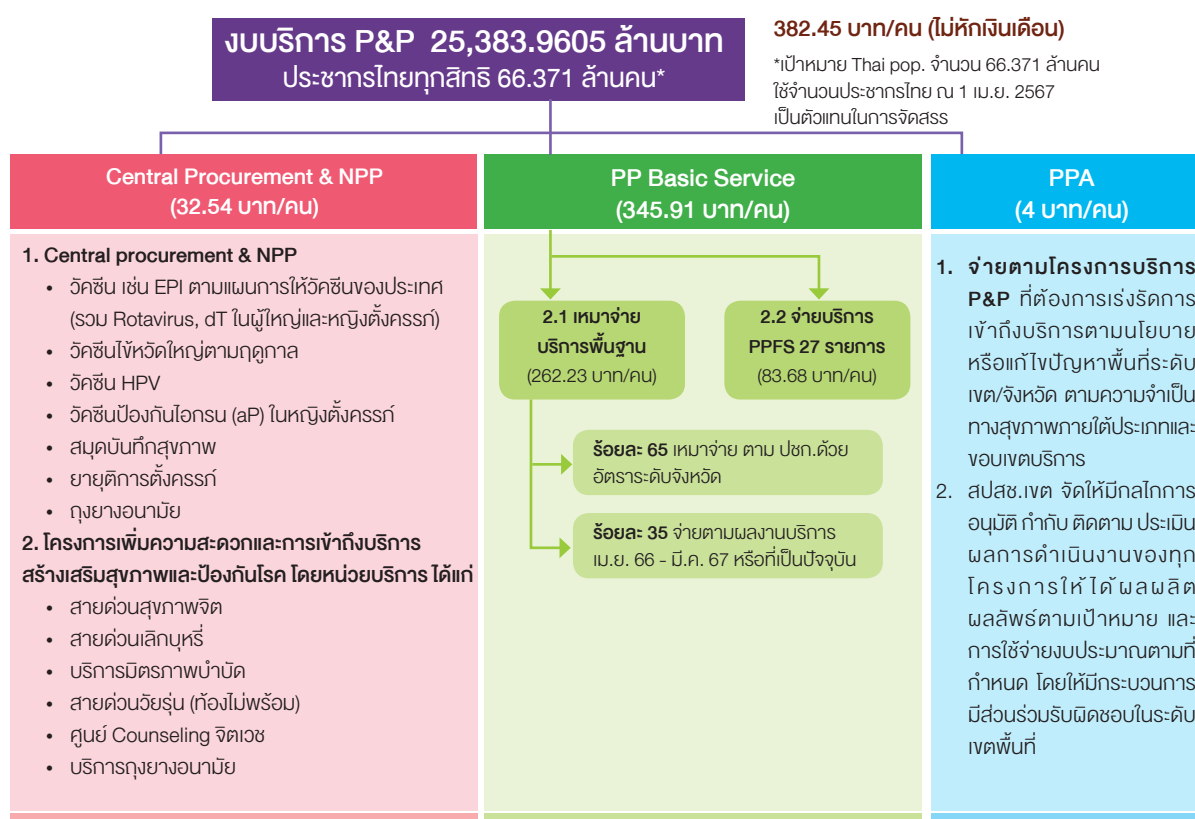 งบบริการ P&P 25,383.9605 ล้านบาท
ประชากรไทยทุกสิทธิ 66.371 ล้านคน*
382.45 บาท/คน (ไม่หักเงินเดือน)
*เป้าหมาย Thai pop. จำนวน 66.371 ล้านคน
ใช้จำนวนประชากรไทย ณ 1 เม.ย. 2567
เป็นตัวแทนในการจัดสรร
Central Procurement & NPP
(32.54 บาท/คน)
1. Central procurement & NPP
• วัคซีน เช่น EPI ตามแผนการให้วัคซีนของประเทศ
(รวม Rotavirus, dT ในผู้ใหญ่และหญิงตั้งครรภ์)
• วัคซีนไข้หวัดใหญ่ตามฤดูกาล
• วัคซีน HPV
• วัคซีนป้องกันไอกรน (aP) ในหญิงตั้งครรภ์
• สมุดบันทึกสุขภาพ
• ยายุติการตั้งครรภ์
• ถุงยางอนามัย
2. โครงการเพิ่มความสะดวกและการเข้าถึงบริการ
สร้างเสริมสุขภาพและป้องกันโรค โดยหน่วยบริการ ได้แก่
• สายด่วนสุขภาพจิต
• สายด่วนเลิกบุหรี่
• บริการมิตรภาพบำบัด
• สายด่วนวัยรุ่น (ท้องไม่พร้อม)
• ศูนย์ Counseling จิตเวช
• บริการถุงยางอนามัย
PP Basic Service
(345.91 บาท/คน)
2.1 เหมาจ่าย
บริการพื้นฐาน
(262.23 บาท/คน)
2.2 จ่ายบริการ
PPFS 27 รายการ
(83.68 บาท/คน)
ร้อยละ 65 เหมาจ่าย ตาม ปชก.ด้วย
อัตราระดับจังหวัด
ร้อยละ 35 จ่ายตามผลงานบริการ
เม.ย. 66 - มี.ค. 67 หรือที่เป็นปัจจุบัน
PPA
(4 บาท/คน)
1. จ่ายตามโครงการบริการ
P&P ที่ต้องการเร่งรัดการ
เข้าถึงบริการตามนโยบาย
หรือแก้ไขปัญหาพื้นที่ระดับ
เขต/จังหวัด ตามความจำเป็น
ทางสุขภาพภายใต้ประเภทและ
ขอบเขตบริการ
2. สปสช.เขต จัดให้มีกลไกการ
อนุมัติ กำกับ ติดตาม ประเมิน
ผลการดำเนินงานของทุก
โครงการให้ได้ผลผลิต
ผลลัพธ์ตามเป้าหมาย และ
การใช้จ่ายงบประมาณตามที่
กำหนด โดยให้มีกระบวนการ
มีส่วนร่วมรับผิดชอบในระดับ
เขตพื้นที่